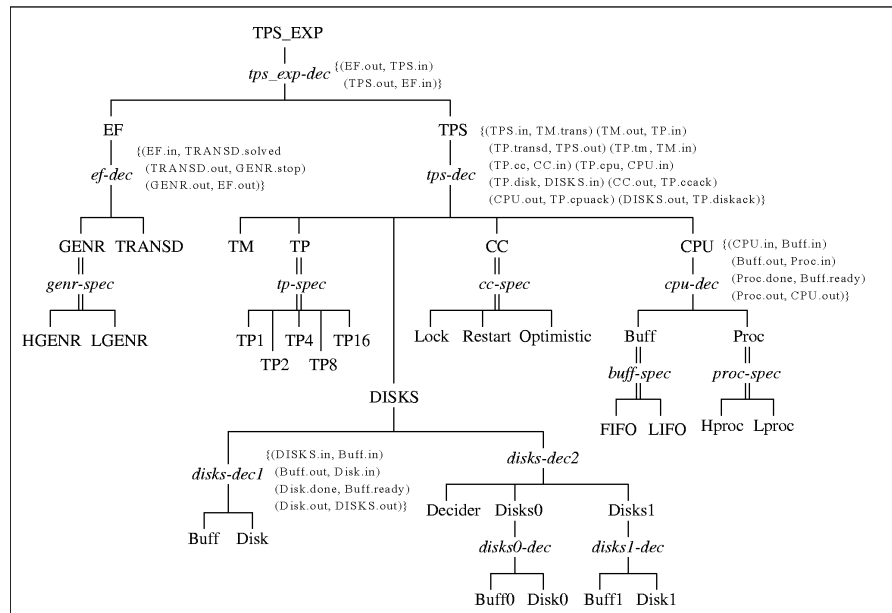 TPS_EXP
tps_exp-dec
{(EF.out, TPS.in)
(TPS.out, EF.in)}
EF
ef-dec
{(EF.in, TRANSD.solved
(TRANSD.out, GENR.stop)
(GENR.out, EF.out)}
TPS
tps-dec
{(TPS.in, TM.trans) (TM.out, TP.in)
(TP.transd, TPS.out) (TP.tm, TM.in)
(TP.cc, CC.in) (TP.cpu, CPU.in)
(TP.disk, DISKS.in) (CC.out, TP.ccack)
(CPU.out, TP.cpuack) (DISKS.out, TP.diskack)}
GENR TRANSD
genr-spec
HGENR LGENR
TM TP
tp-spec
TP1 TP4 TP16
TP2 TP8
CC
cc-spec
Lock Restart Optimistic
CPU
cpu-dec
{(CPU.in, Buff.in)
(Buff.out, Proc.in)
(Proc.done, Buff.ready)
(Proc.out, CPU.out)}
Buff Proc
buff-spec proc-spec
FIFO LIFO Hproc Lproc
DISKS
disks-dec1
{(DISKS.in, Buff.in)
(Buff.out, Disk.in)
(Disk.done, Buff.ready)
(Disk.out, DISKS.out)}
Buff Disk
disks-dec2
Decider Disks0 Disks1
disks0-dec disks1-dec
Buff0 Disk0 Buff1 Disk1